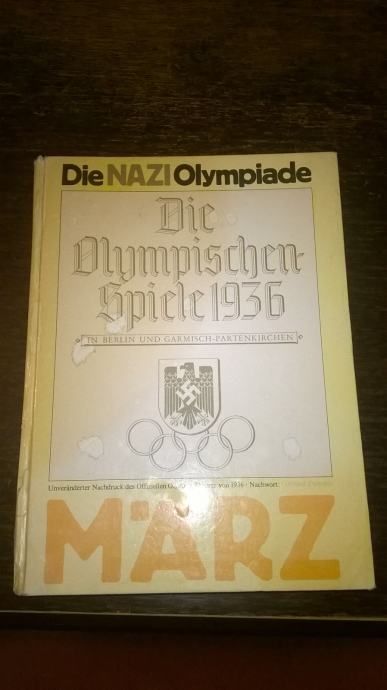 Die NAZI Olympiade
Die
Olympischen
Spiele 1936
IN BERLIN UND GARMISCH-PARTENKIRCHEN
Unveränderter Nachdruck des Offiziellen von 1936 · Nachwort
MÄRZ